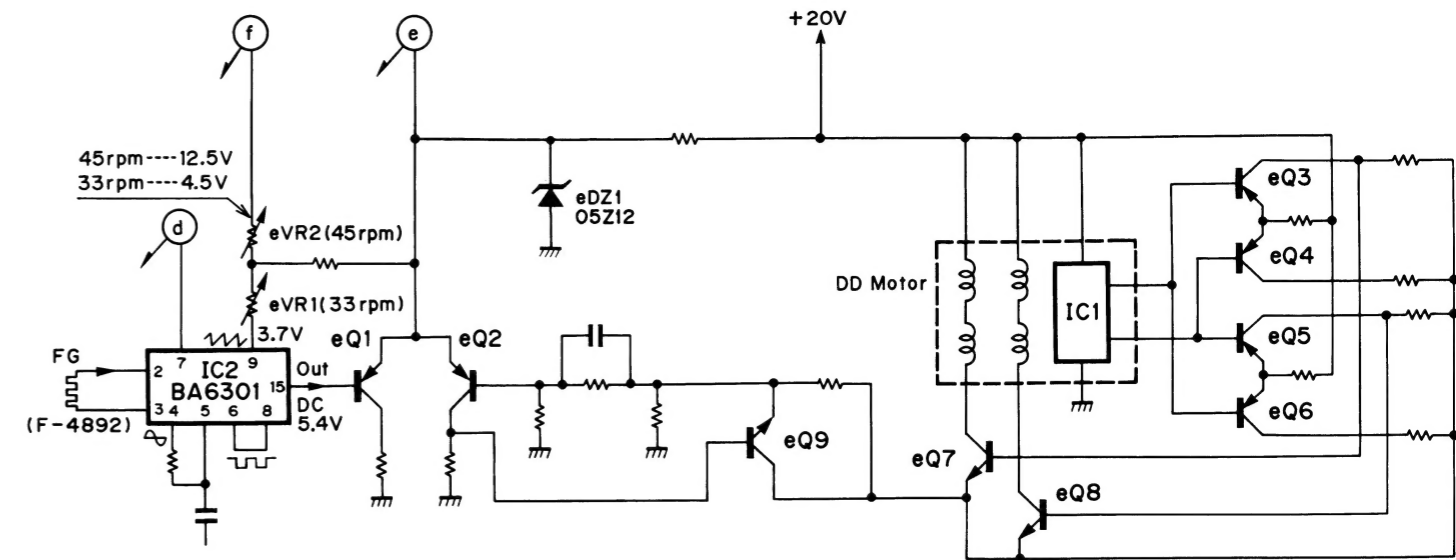 f
e
+20V
45rpm----12.5V
33rpm----4.5V
eDZ1
05Z12
d
eVR2(45rpm)
eQ3
eQ4
DD Motor
IC1
eVR1(33rpm)
3.7V
eQ1
eQ2
eQ5
FG
7
IC2
9
2
BA6301
15
Out
DC
5.4V
3
4
5
6
8
(F-4892)
eQ6
eQ9
eQ7
eQ8